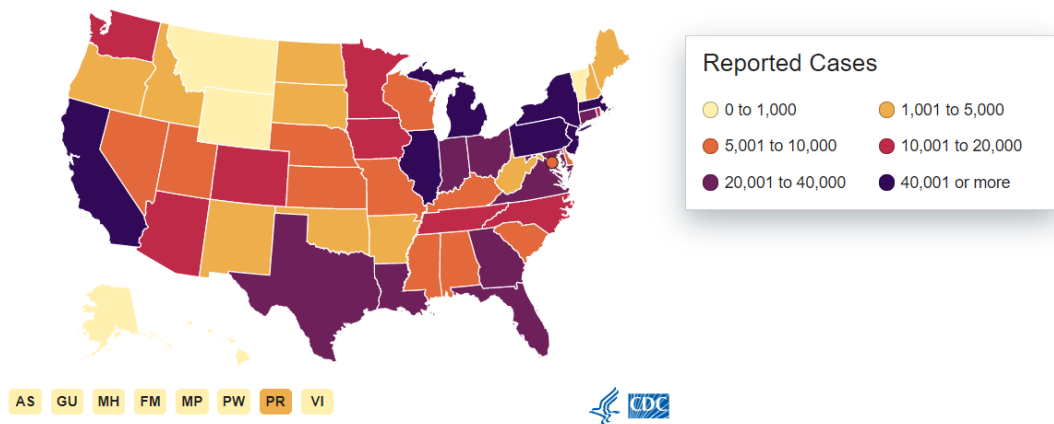 Reported Cases
0 to 1,000 1,001 to 5,000
5,001 to 10,000 10,001 to 20,000
20,001 to 40,000 40,001 or more
AS GU MH FM MP PW PR VI
CDC